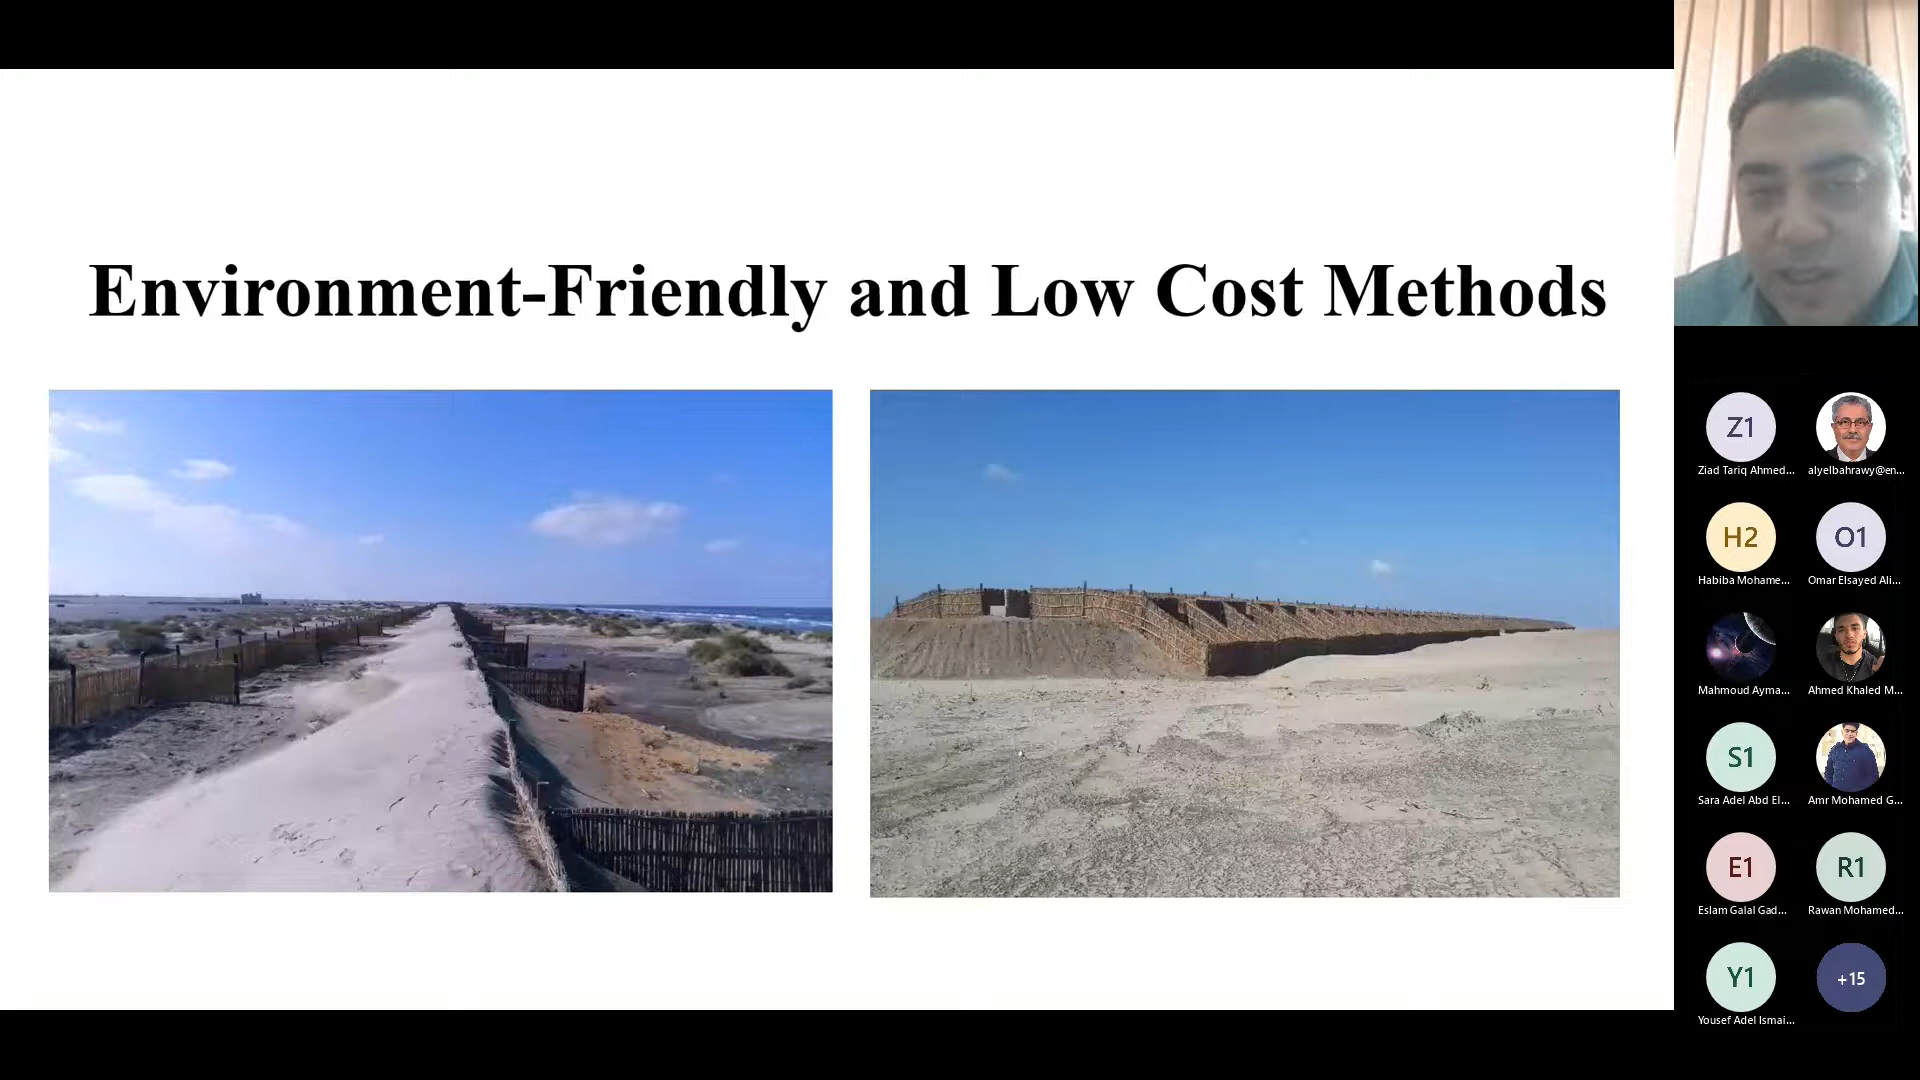 Environment-Friendly and Low Cost Methods
Z1
Ziad Tariq Ahmed...
alyelbahrawy@en...
H2
Habiba Mohame...
O1
Omar Elsayed Ali...
Mahmoud Ayma...
Ahmed Khaled M...
S1
Sara Adel Abd El...
Amr Mohamed G...
E1
Eslam Galal Gad...
R1
Rawan Mohamed...
Y1
Yousef Adel Ismai...
+15